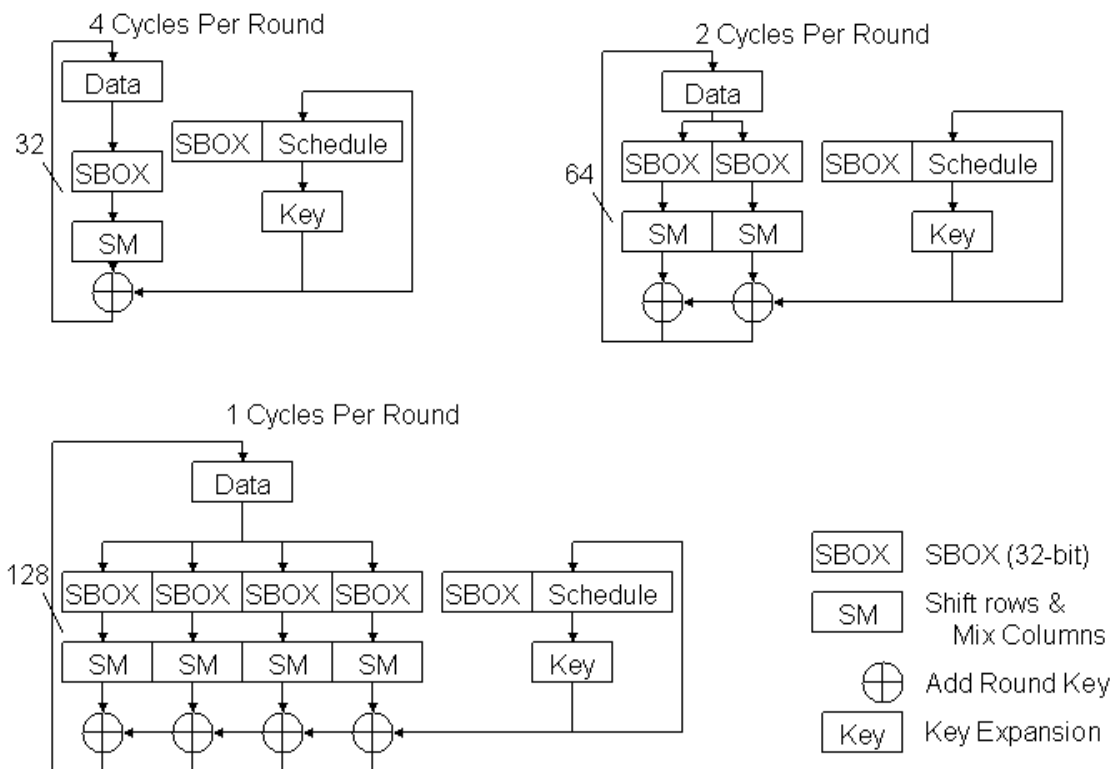 4 Cycles Per Round
Data
32
SBOX Schedule
SBOX
Key
SM
2 Cycles Per Round
Data
SBOX SBOX
SBOX Schedule
64
SM SM
Key
1 Cycles Per Round
Data
128
SBOX SBOX SBOX SBOX
SBOX Schedule
SM SM SM SM
Key
SBOX SBOX (32-bit)
SM Shift rows &
Mix Columns
Add Round Key
Key Key Expansion